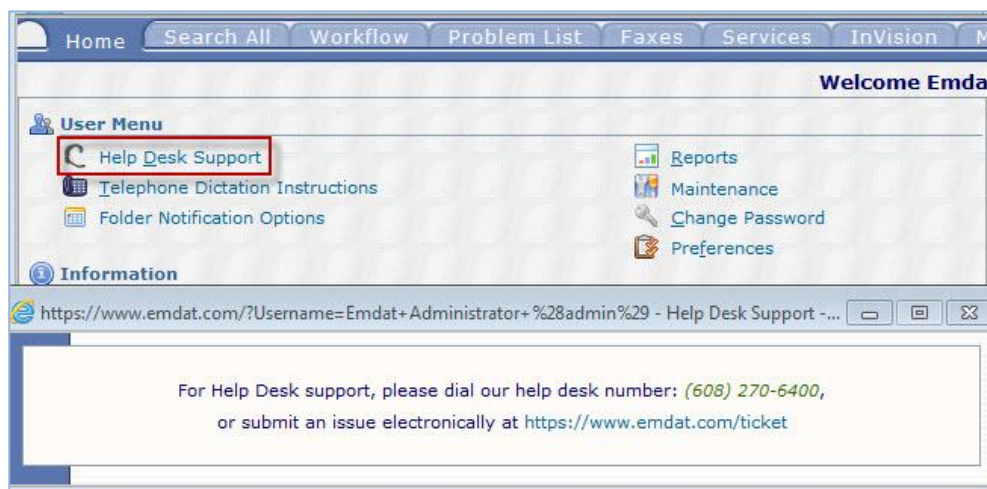 Home Search All Workflow Problem List Faxes Services InVision M
Welcome Emda
User Menu
Help Desk Support
Telephone Dictation Instructions
Folder Notification Options
Reports
Maintenance
Change Password
Preferences
Information
https://www.emdat.com/?Username=Emdat+Administrator+%28admin%29 - Help Desk Support -...
For Help Desk support, please dial our help desk number: (608) 270-6400,
or submit an issue electronically at https://www.emdat.com/ticket